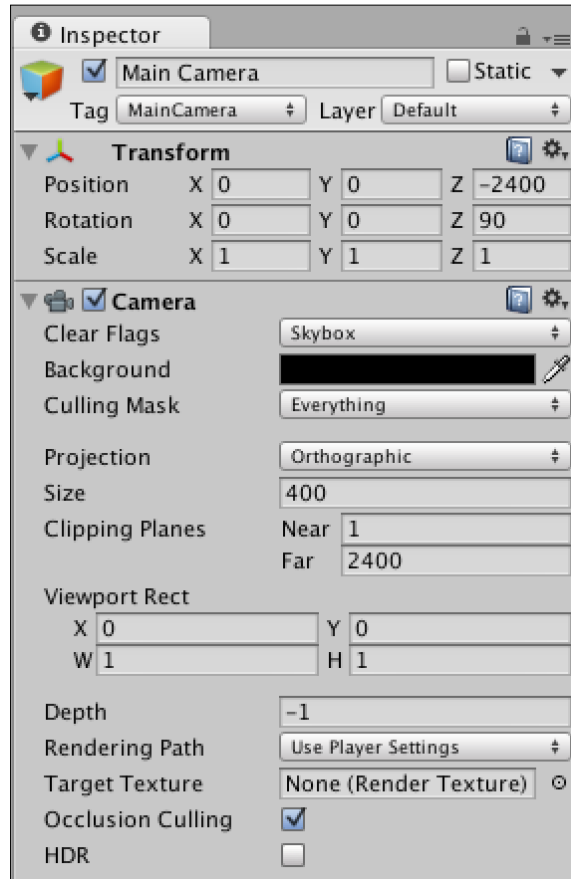 Inspector
Main Camera Static
Tag MainCamera Layer Default
Transform
Position X 0 Y 0 Z -2400
Rotation X 0 Y 0 Z 90
Scale X 1 Y 1 Z 1
Camera
Clear Flags Skybox
Background
Culling Mask Everything
Projection Orthographic
Size 400
Clipping Planes Near 1
Far 2400
Viewport Rect
X 0 Y 0
W 1 H 1
Depth -1
Rendering Path Use Player Settings
Target Texture None (Render Texture)
Occlusion Culling
HDR